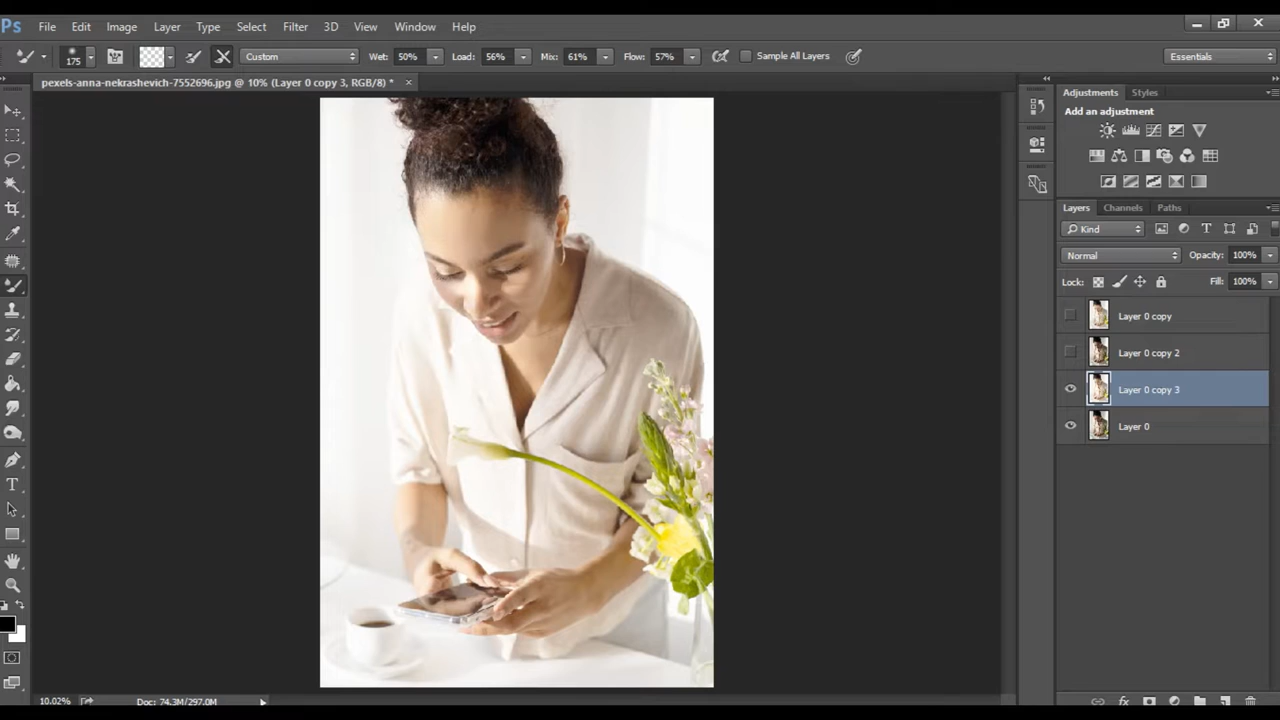 Ps File Edit Image Layer Type Select Filter 3D View Window Help
175 Custom Wet: 50% Load: 56% Mix: 61% Flow: 57% Sample All Layers Essentials
pexels-anna-nekrashevich-7552696.jpg @ 10% (Layer 0 copy 3, RGB/8) * ×
Adjustments Styles
Add an adjustment
Layers Channels Paths
Kind
Normal Opacity: 100%
Lock: Fill: 100%
Layer 0 copy
Layer 0 copy 2
Layer 0 copy 3
Layer 0
10.02% Doc: 74.3M/297.0M